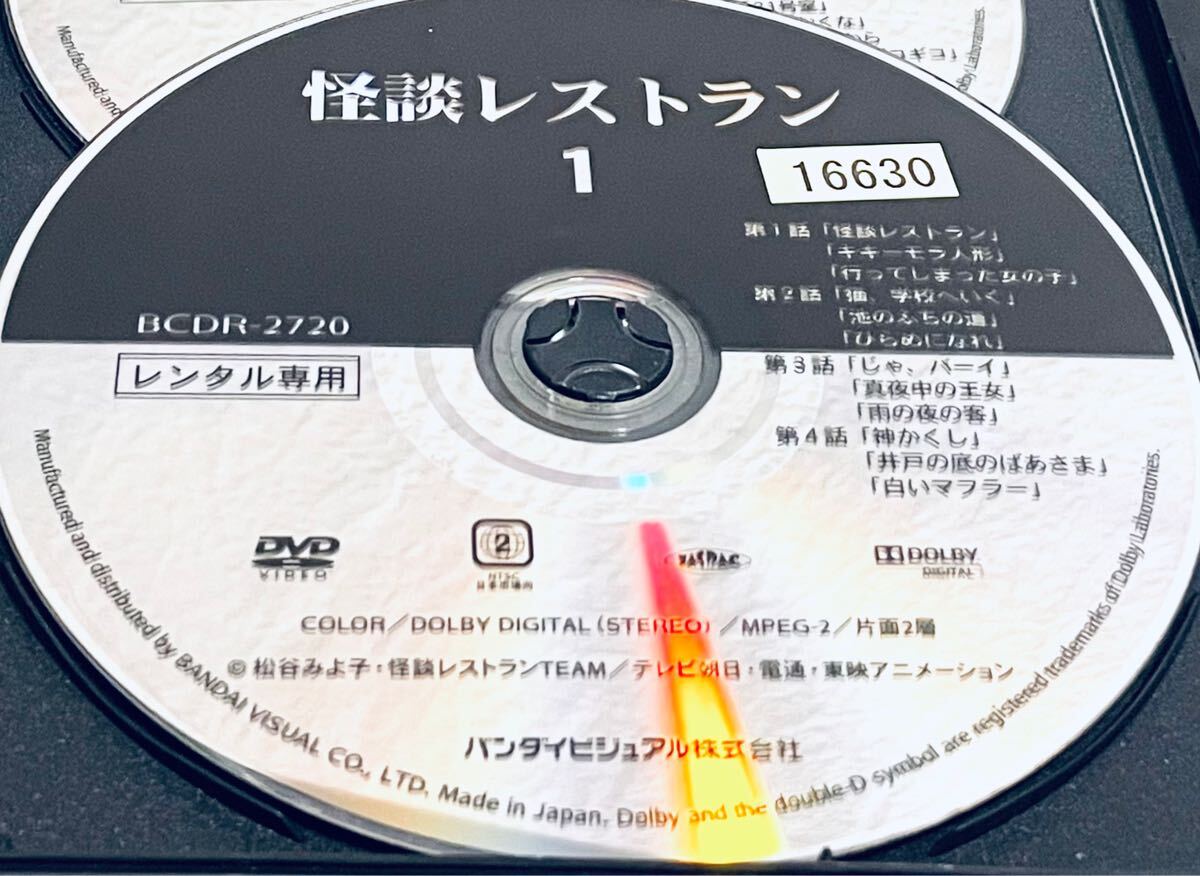 怪談レストラン
1
16630
第1話「怪談レストラン」
「キキーモラ人形」
「行ってしまった女の子」
第2話「猫、学校へいく」
「池のふちの道」
「ひらめになれ」
第3話「じゃ、バーイ」
「真夜中の王女」
「雨の夜の客」
第4話「神かくし」
「井戸の底のばあさま」
「白いマフラー」
BCDR-2720
レンタル専用
DVD
VIDEO
2
NTSC
日本市場向
DOLBY
DIGITAL
COLOR/DOLBY DIGITAL(STEREO)/MPEG-2/片面2層
©松谷みよ子・怪談レストランTEAM/テレビ朝日・電通・東映アニメーション
バンダイビジュアル株式会社
Manufactured and distributed by BANDAI VISUAL CO., LTD. Made in Japan. Dolby and the double-D symbol are registered trademarks of Dolby Laboratories.
Manufactured and
Dolby Laboratories.